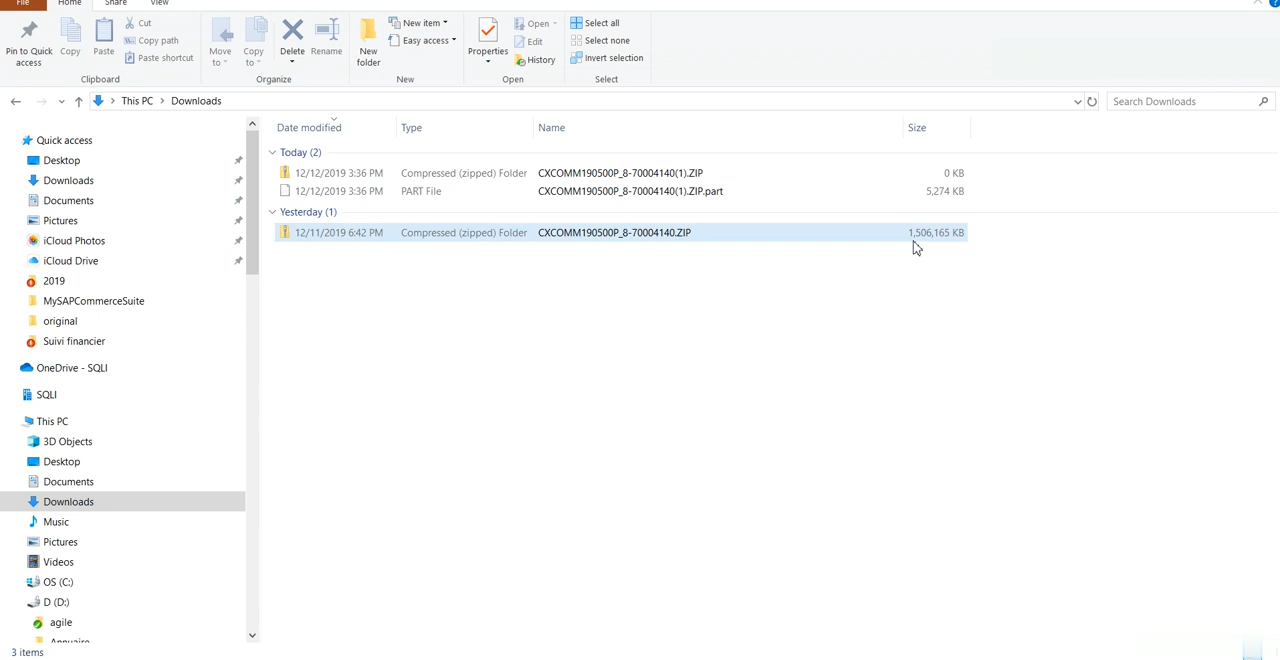 File Home Share View
Pin to Quick access
Copy
Paste
Cut
Copy path
Paste shortcut
Clipboard
Move to
Copy to
Delete
Rename
Organize
New folder
New item
Easy access
New
Properties
Open
Edit
History
Open
Select all
Select none
Invert selection
Select
This PC > Downloads
Search Downloads
Quick access
Desktop
Downloads
Documents
Pictures
iCloud Photos
iCloud Drive
2019
MySAPCommerceSuite
original
Suivi financier
OneDrive - SQLI
SQLI
This PC
3D Objects
Desktop
Documents
Downloads
Music
Pictures
Videos
OS (C:)
D (D:)
agile
Annuaire
Date modified Type Name Size
Today (2)
12/12/2019 3:36 PM Compressed (zipped) Folder CXCOMM190500P_8-70004140(1).ZIP 0 KB
12/12/2019 3:36 PM PART File CXCOMM190500P_8-70004140(1).ZIP.part 5,274 KB
Yesterday (1)
12/11/2019 6:42 PM Compressed (zipped) Folder CXCOMM190500P_8-70004140.ZIP 1,506,165 KB
3 items